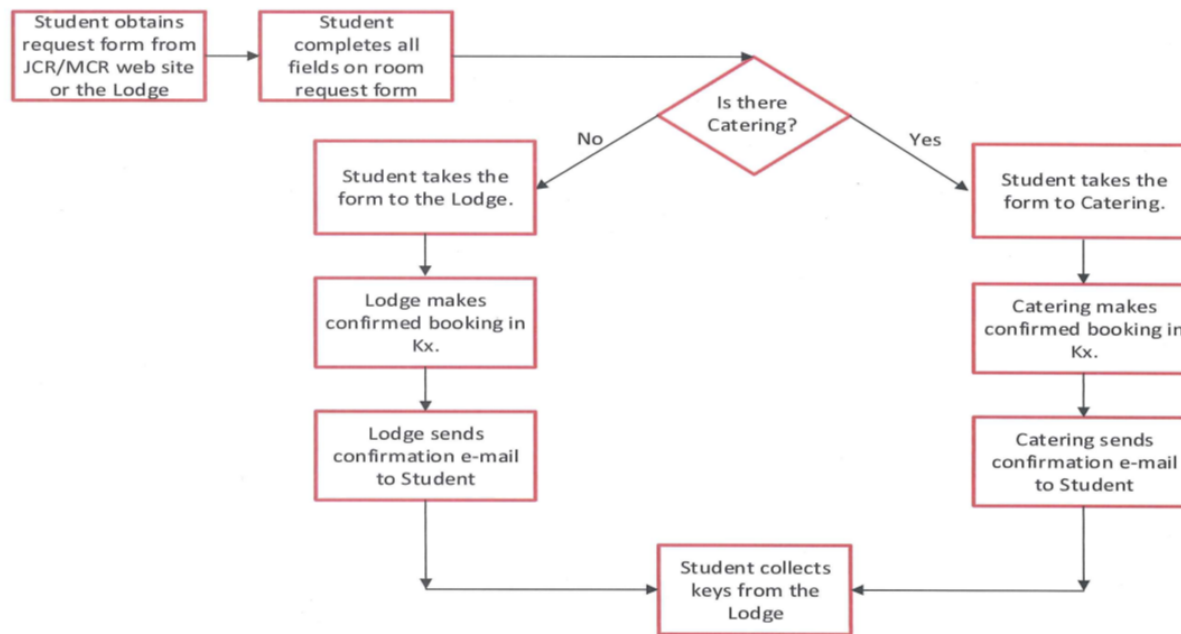 Student obtains
request form from
JCR/MCR web site
or the Lodge
Student
completes all
fields on room
request form
Is there
Catering?
No
Yes
Student takes the
form to the Lodge.
Student takes the
form to Catering.
Lodge makes
confirmed booking in
Kx.
Catering makes
confirmed booking in
Kx.
Lodge sends
confirmation e-mail
to Student
Catering sends
confirmation e-mail
to Student
Student collects
keys from the
Lodge